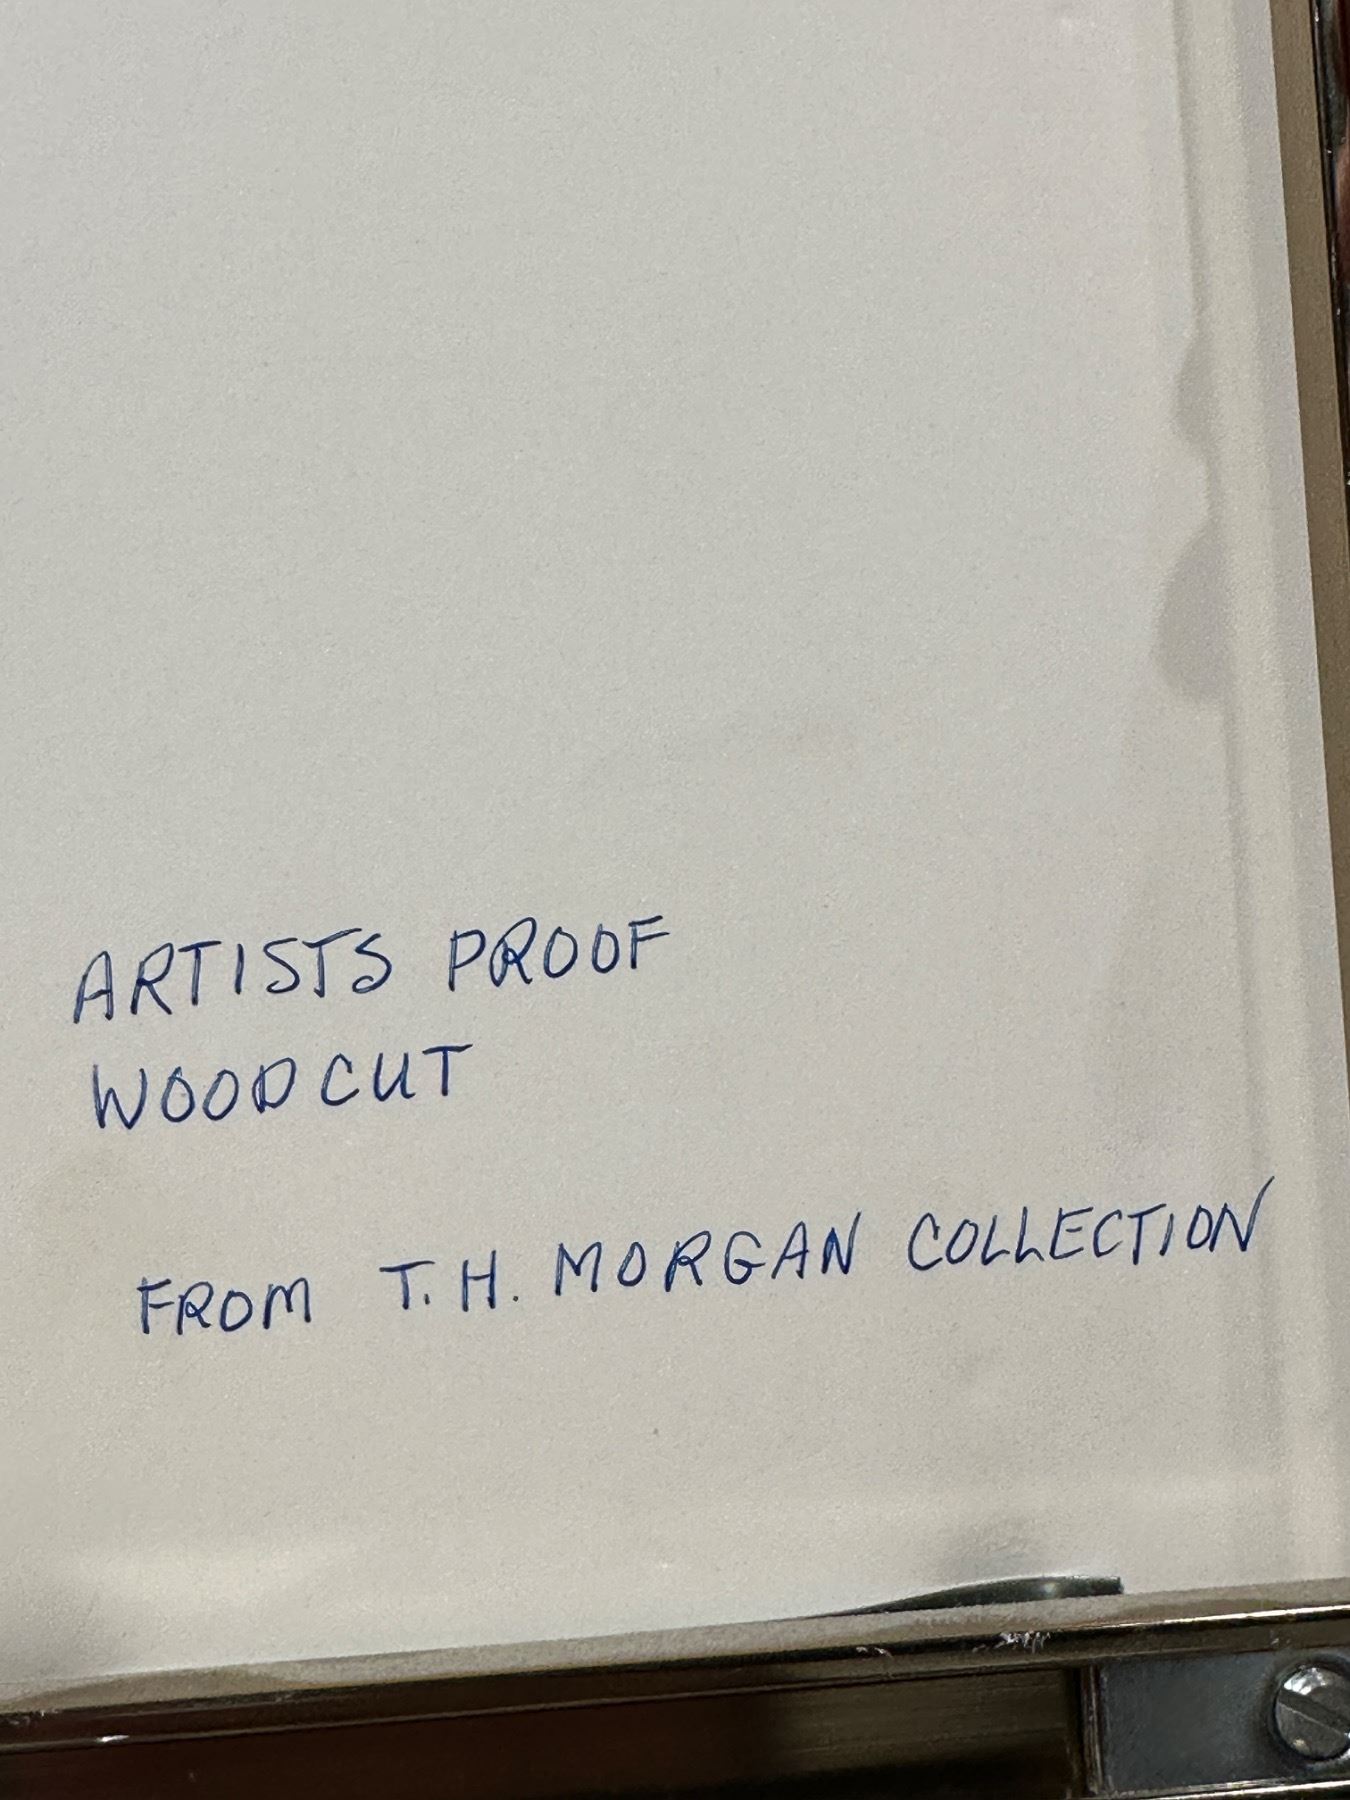 ARTISTS PROOF
WOODCUT
FROM T.H. MORGAN COLLECTION